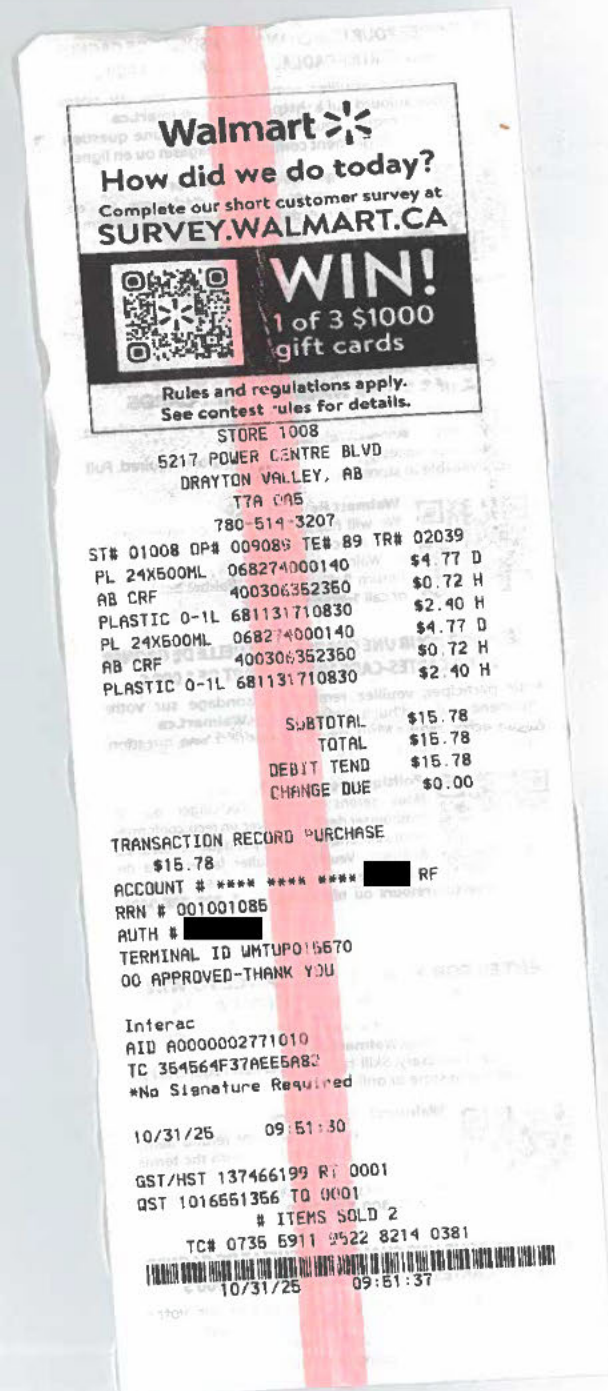 Walmart
How did we do today?
Complete our short customer survey at
SURVEY.WALMART.CA
WIN!
1 of 3 $1000
gift cards
Rules and regulations apply.
See contest rules for details.
STORE 1008
5217 POWER CENTRE BLVD
DRAYTON VALLEY, AB
T7A 0A5
780-514-3207
ST# 01008 OP# 009089 TE# 89 TR# 02039
PL 24X500ML 068274000140 $4.77 D
AB CRF 400306352350 $0.72 H
PLASTIC 0-1L 681131710830 $2.40 H
PL 24X500ML 068274000140 $4.77 D
AB CRF 400306352350 $0.72 H
PLASTIC 0-1L 681131710830 $2.40 H
SUBTOTAL $15.78
TOTAL $15.78
DEBIT TEND $15.78
CHANGE DUE $0.00
TRANSACTION RECORD PURCHASE
$15.78
ACCOUNT # **** **** **** RF
RRN # 001001085
AUTH #
TERMINAL ID WMTUP015670
00 APPROVED-THANK YOU
Interac
AID A0000002771010
TC 354564F37AEE5A82
*No Signature Required
10/31/25 09:51:30
GST/HST 137466199 RT 0001
QST 1016551356 TQ 0001
# ITEMS SOLD 2
TC# 0735 5911 9522 8214 0381
10/31/25 09:51:37